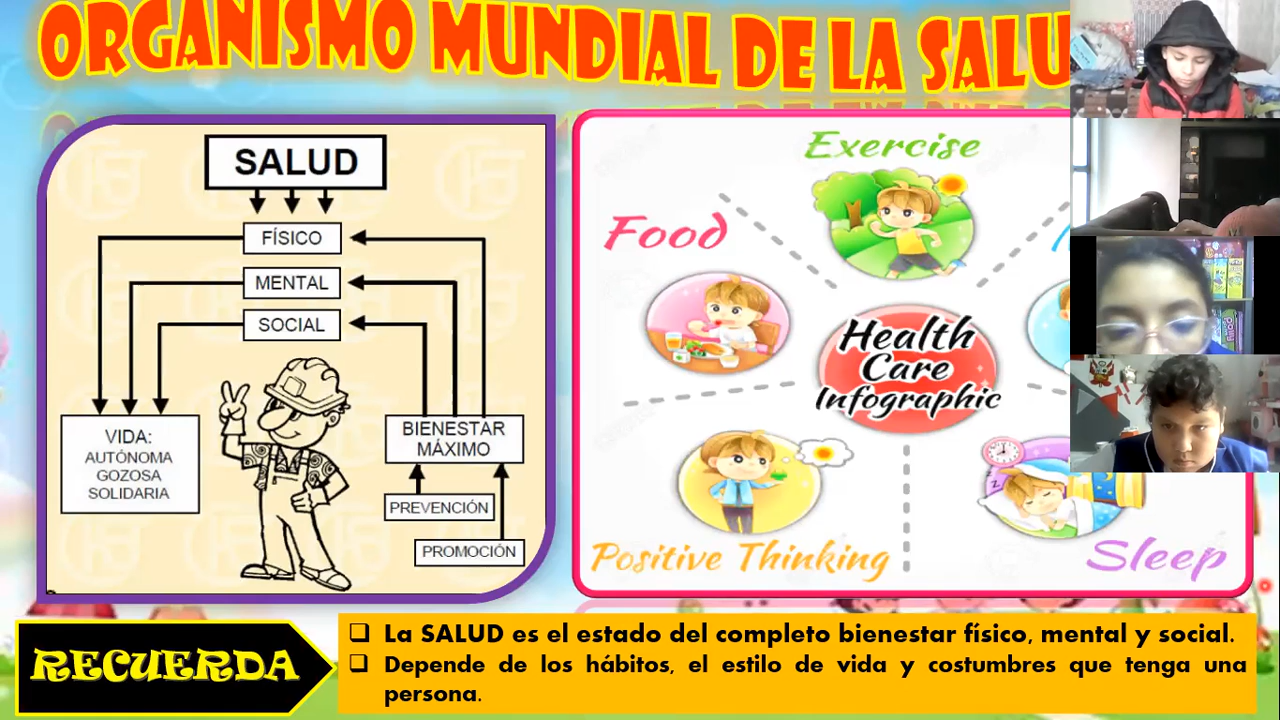 ORGANISMO MUNDIAL DE LA SALU
SALUD
FÍSICO
MENTAL
SOCIAL
VIDA:
AUTÓNOMA
GOZOSA
SOLIDARIA
BIENESTAR
MÁXIMO
PREVENCIÓN
PROMOCIÓN
Exercise
Food
Health
Care
Infographic
Positive Thinking
Sleep
RECUERDA
❑ La SALUD es el estado del completo bienestar físico, mental y social.
❑ Depende de los hábitos, el estilo de vida y costumbres que tenga una
persona.